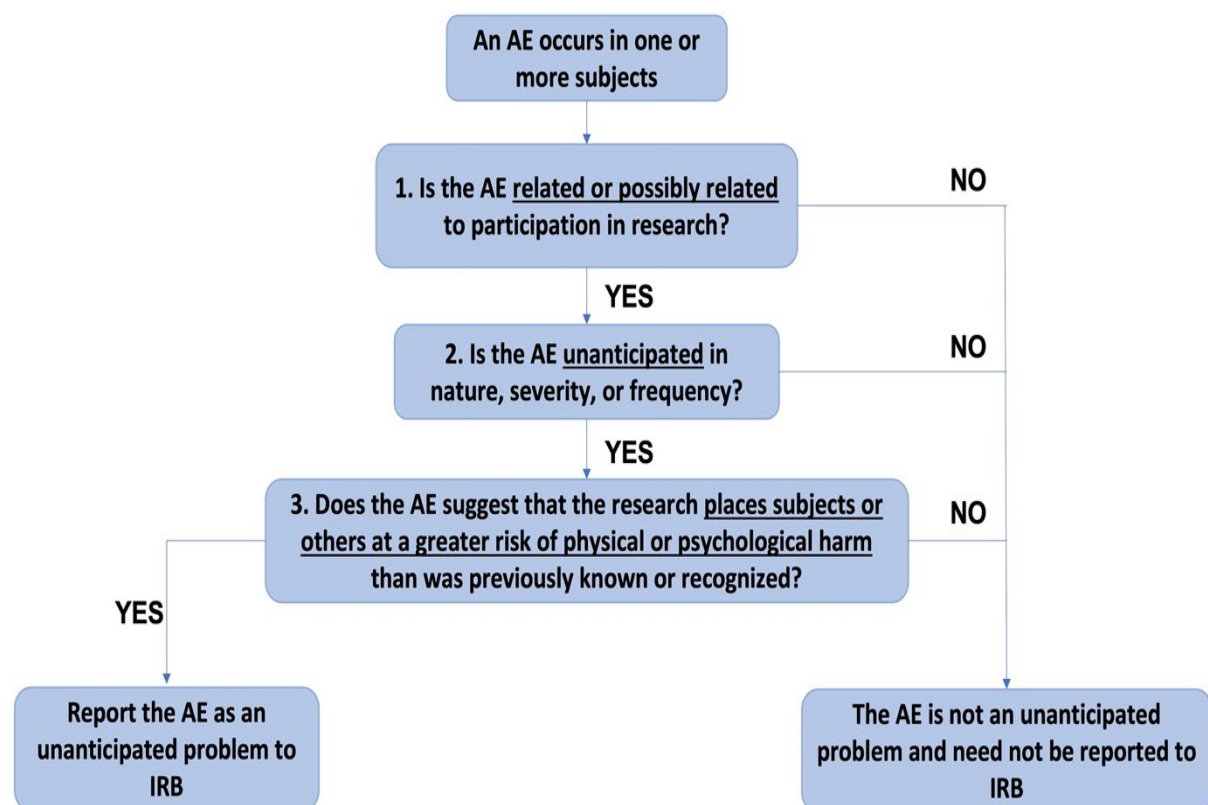 An AE occurs in one or
more subjects
1. Is the AE related or possibly related
to participation in research?
NO
YES
2. Is the AE unanticipated in
nature, severity, or frequency?
NO
YES
3. Does the AE suggest that the research places subjects or
others at a greater risk of physical or psychological harm
than was previously known or recognized?
NO
YES
Report the AE as an
unanticipated problem to
IRB
The AE is not an unanticipated
problem and need not be reported to
IRB